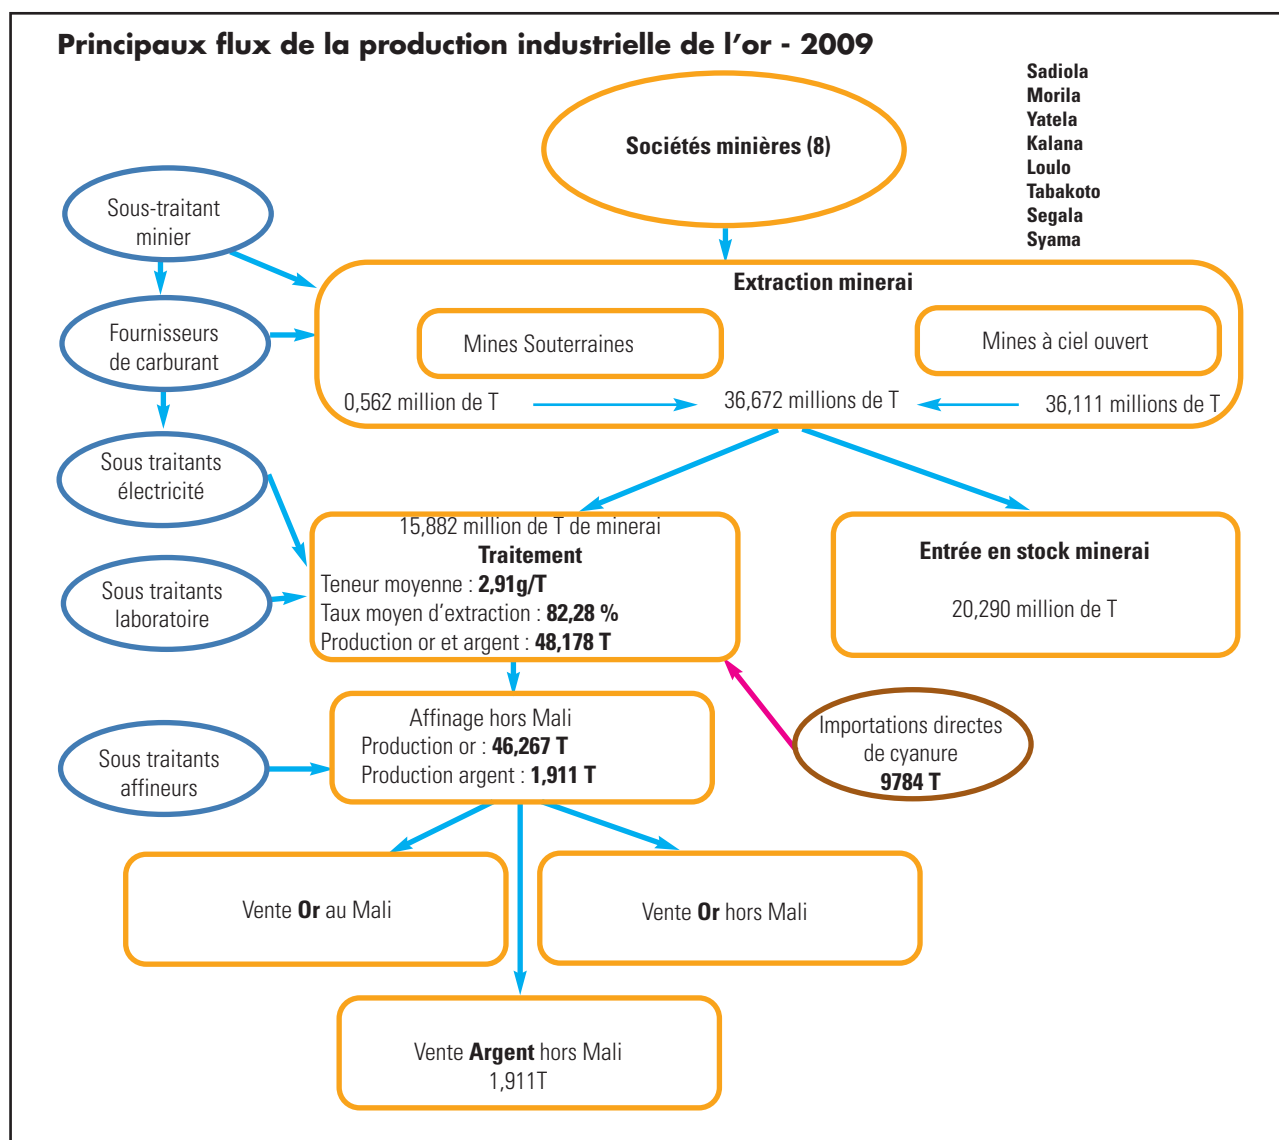 Principaux flux de la production industrielle de l'or - 2009
Sadiola
Morila
Yatela
Kalana
Loulo
Tabakoto
Segala
Syama
Sociétés minières (8)
Sous-traitant
minier
Extraction minerai
Fournisseurs
de carburant
Mines Souterraines
Mines à ciel ouvert
0,562 million de T
36,672 millions de T
36,111 millions de T
Sous traitants
électricité
15,882 million de T de minerai
Traitement
Teneur moyenne : 2,91g/T
Taux moyen d'extraction : 82,28 %
Production or et argent : 48,178 T
Entrée en stock minerai
20,290 million de T
Sous traitants
laboratoire
Affinage hors Mali
Production or : 46,267 T
Production argent : 1,911 T
Importations directes
de cyanure
9784 T
Sous traitants
affineurs
Vente Or au Mali
Vente Or hors Mali
Vente Argent hors Mali
1,911T